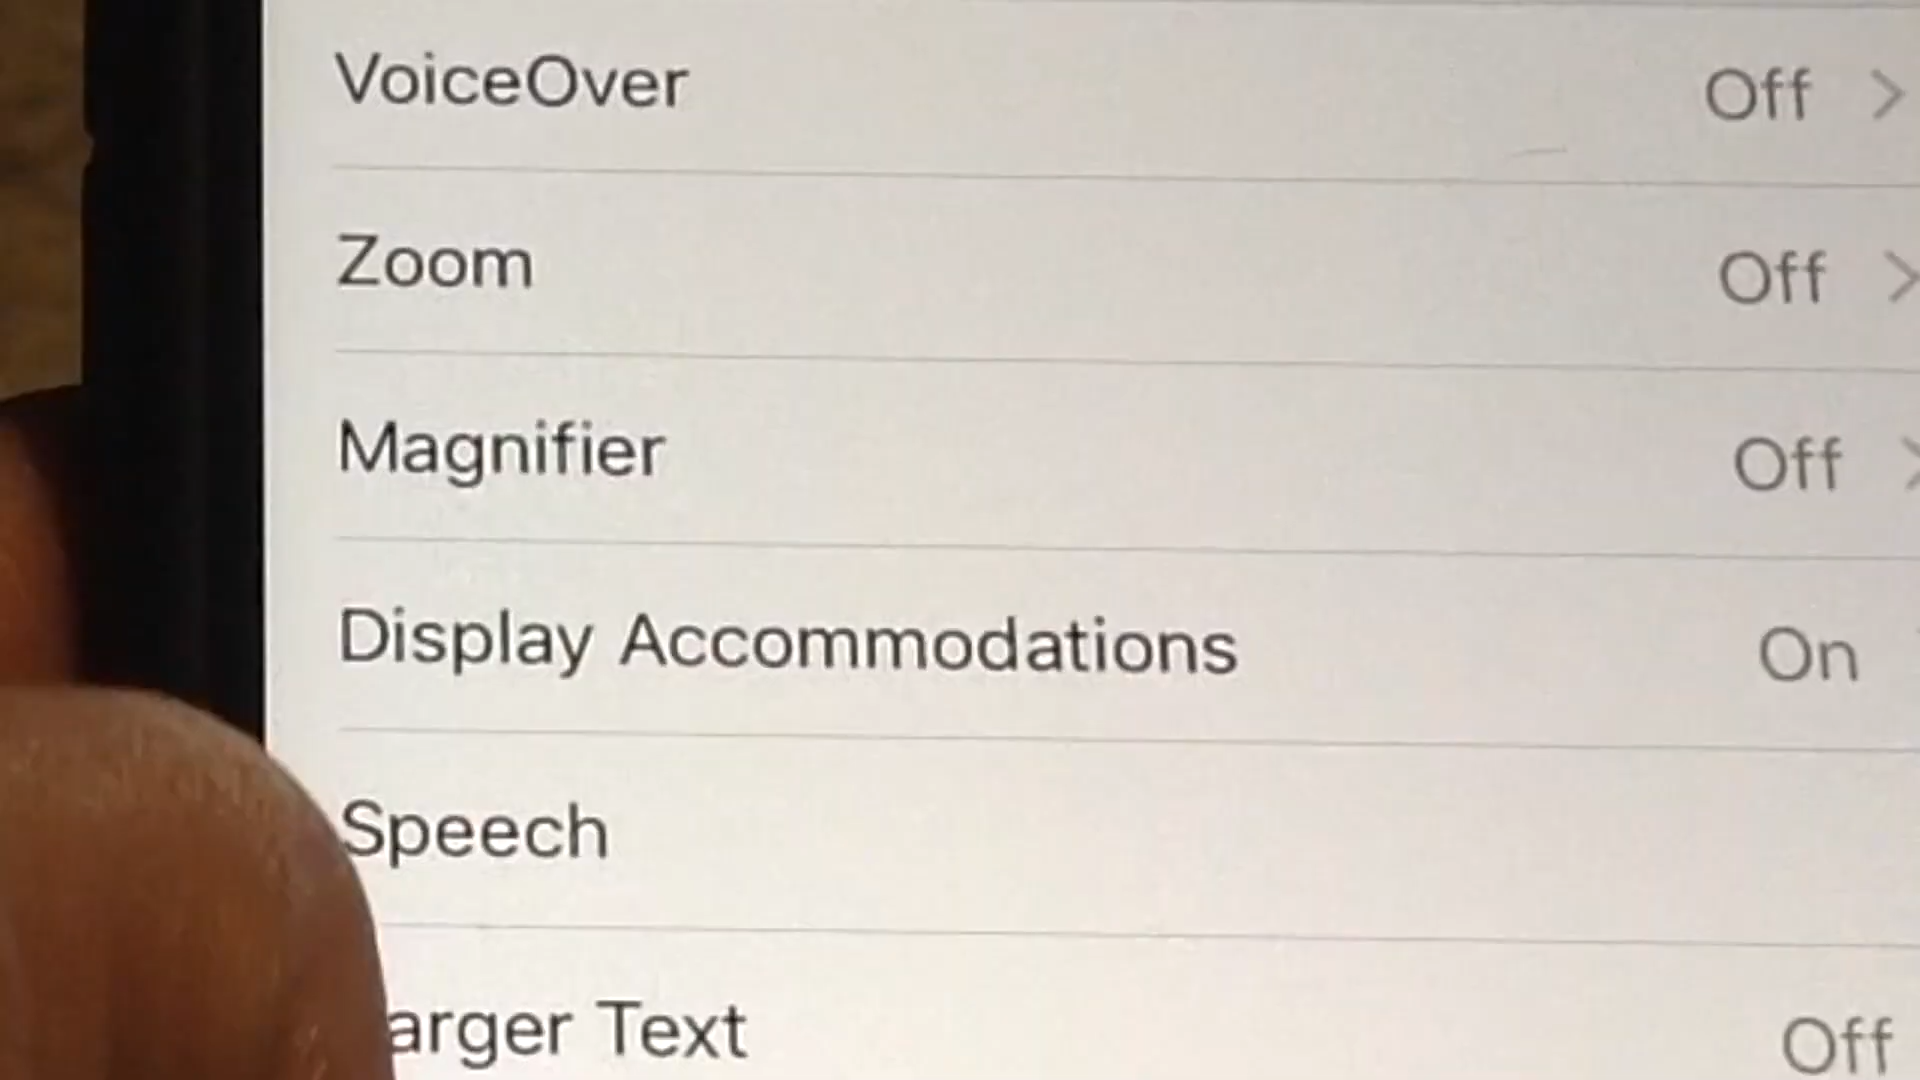 VoiceOver Off >
Zoom Off >
Magnifier Off >
Display Accommodations On
Speech
arger Text Off